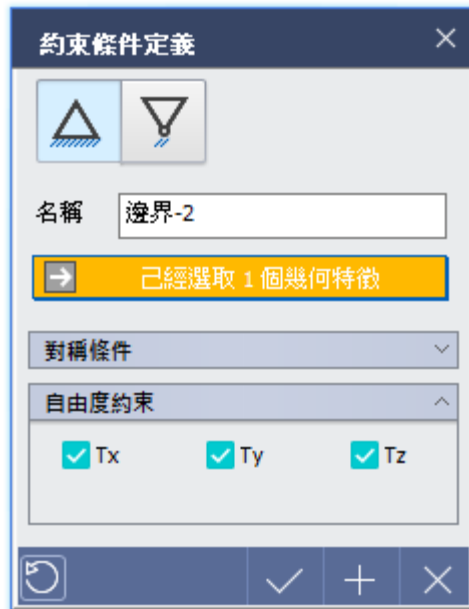 約束條件定義
名稱 邊界-2
已經選取 1 個幾何特徵
對稱條件
自由度約束
Tx Ty Tz